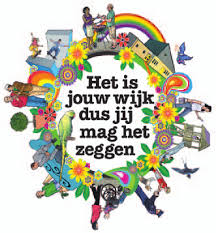 Het is
jouw wijk
dus jij
mag het
zeggen